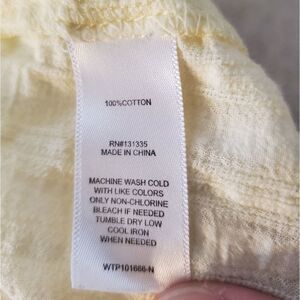 100%COTTON
RN#131335
MADE IN CHINA
MACHINE WASH COLD
WITH LIKE COLORS
ONLY NON-CHLORINE
BLEACH IF NEEDED
TUMBLE DRY LOW
COOL IRON
WHEN NEEDED
WTP101666-N